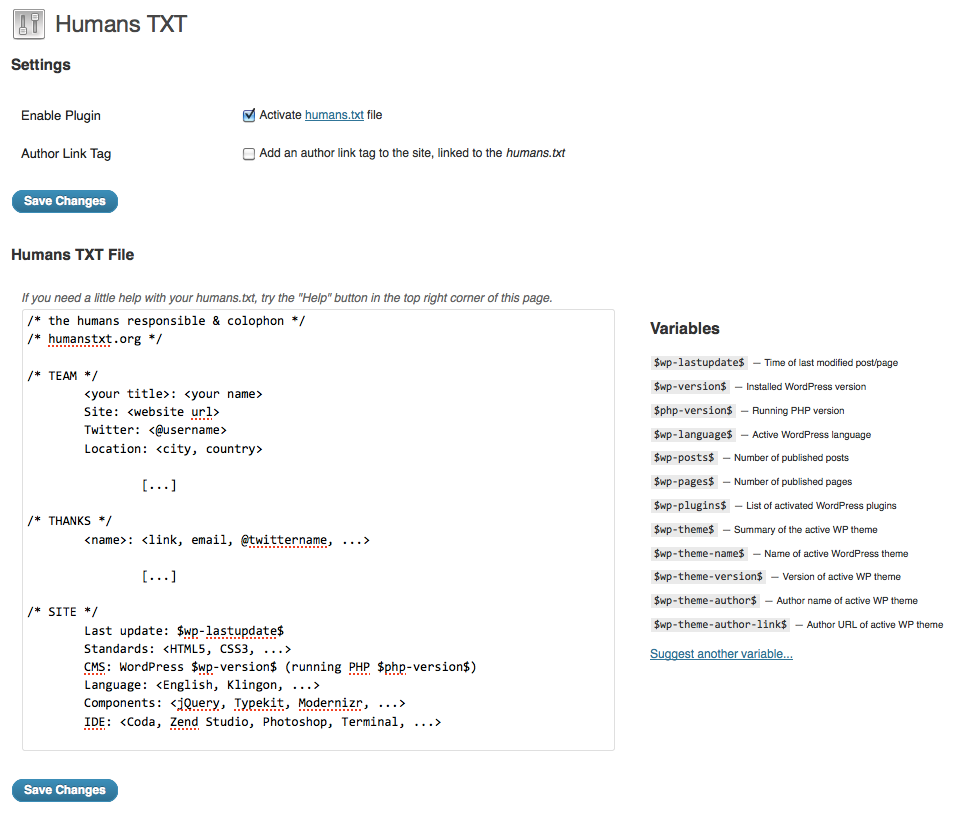 Humans TXT
Settings
Enable Plugin
Activate humans.txt file
Author Link Tag
Add an author link tag to the site, linked to the humans.txt
Save Changes
Humans TXT File
If you need a little help with your humans.txt, try the "Help" button in the top right corner of this page.
/* the humans responsible & colophon */
/* humanstxt.org */
/* TEAM */
<your title>: <your name>
Site: <website url>
Twitter: <@username>
Location: <city, country>
[...]
/* THANKS */
<name>: <link, email, @twittername, ...>
[...]
/* SITE */
Last update: $wp-lastupdate$
Standards: <HTML5, CSS3, ...>
CMS: WordPress $wp-version$ (running PHP $php-version$)
Language: <English, Klingon, ...>
Components: <jQuery, Typekit, Modernizr, ...>
IDE: <Coda, Zend Studio, Photoshop, Terminal, ...>
Variables
$wp-lastupdate$ — Time of last modified post/page
$wp-version$ — Installed WordPress version
$php-version$ — Running PHP version
$wp-language$ — Active WordPress language
$wp-posts$ — Number of published posts
$wp-pages$ — Number of published pages
$wp-plugins$ — List of activated WordPress plugins
$wp-theme$ — Summary of the active WP theme
$wp-theme-name$ — Name of active WordPress theme
$wp-theme-version$ — Version of active WP theme
$wp-theme-author$ — Author name of active WP theme
$wp-theme-author-link$ — Author URL of active WP theme
Suggest another variable...
Save Changes